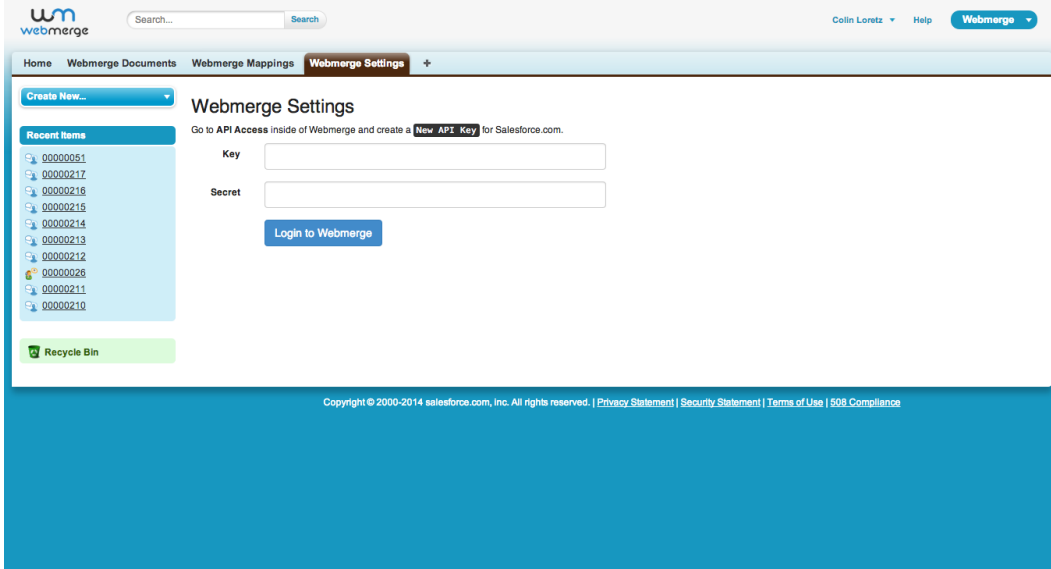 wm
webmerge
Search...
Search
Colin Loretz
Help
Webmerge
Home
Webmerge Documents
Webmerge Mappings
Webmerge Settings
+
Create New...
Recent Items
00000051
00000217
00000216
00000215
00000214
00000213
00000212
00000026
00000211
00000210
Recycle Bin
Webmerge Settings
Go to API Access inside of Webmerge and create a New API Key for Salesforce.com.
Key
Secret
Login to Webmerge
Copyright © 2000-2014 salesforce.com, inc. All rights reserved. | Privacy Statement | Security Statement | Terms of Use | 508 Compliance